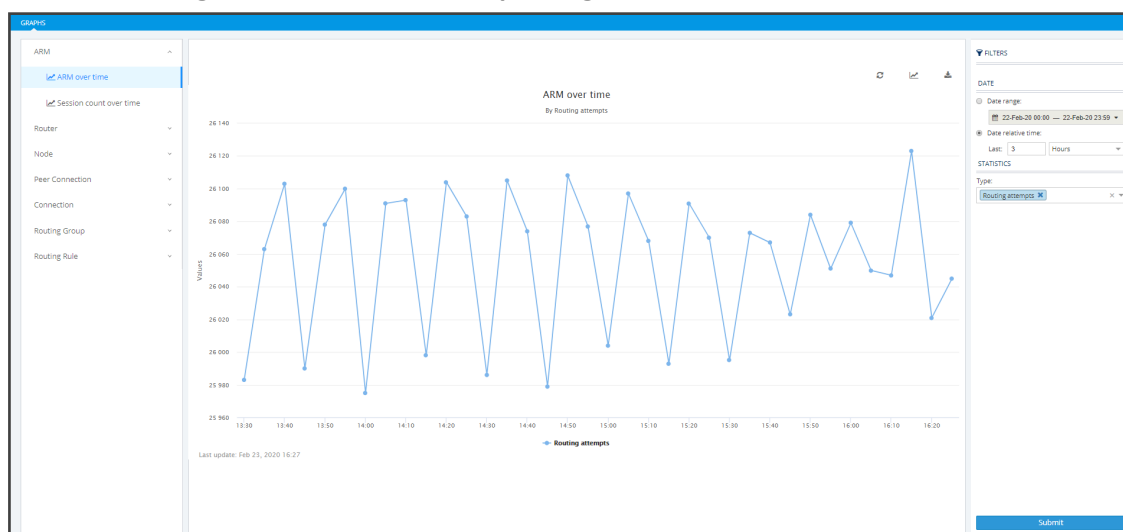 GRAPHS
ARM
ARM over time
Session count over time
Router
Node
Peer Connection
Connection
Routing Group
Routing Rule
ARM over time
By Routing attempts
Values
26 140
26 120
26 100
26 080
26 060
26 040
26 020
26 000
25 980
25 960
13:30 13:40 13:50 14:00 14:10 14:20 14:30 14:40 14:50 15:00 15:10 15:20 15:30 15:40 15:50 16:00 16:10 16:20
Routing attempts
Last update: Feb 23, 2020 16:27
FILTERS
DATE
Date range:
22-Feb-20 00:00 — 22-Feb-20 23:59
Date relative time:
Last: 3 Hours
STATISTICS
Type:
Routing attempts
Submit